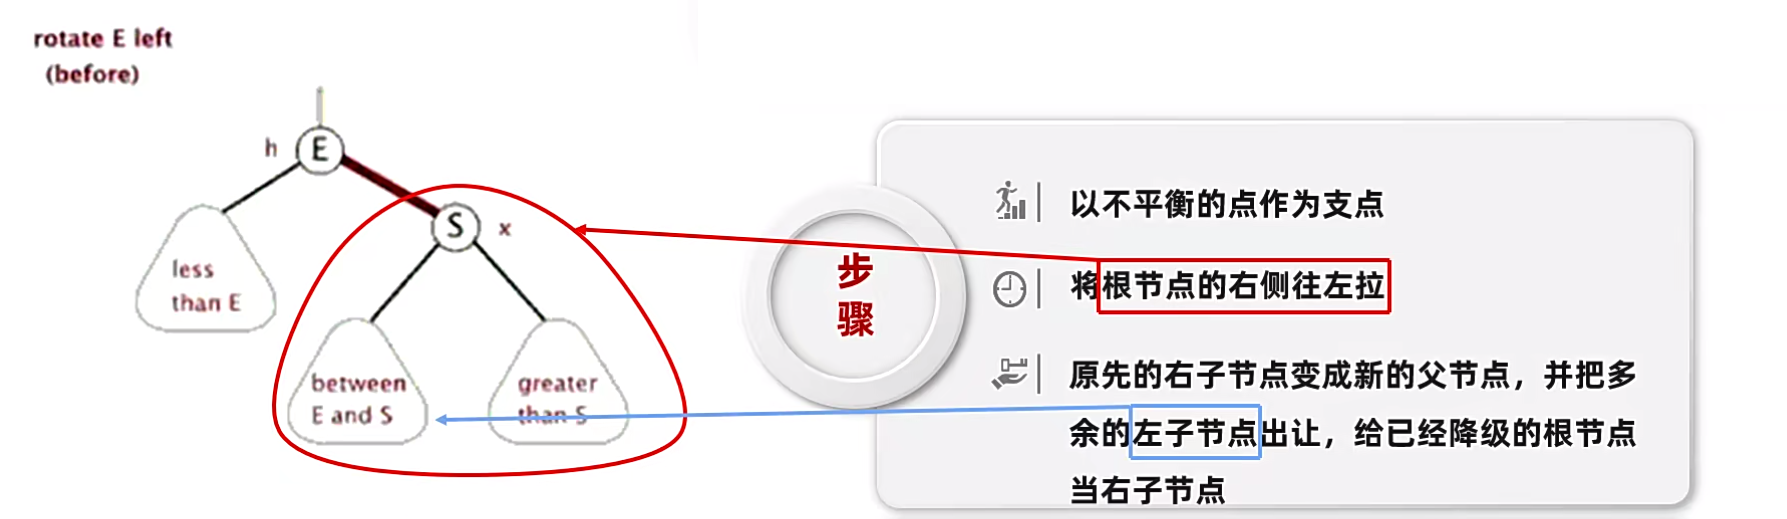 rotate E left
(before)
h
E
S
x
less
than E
between
E and S
greater
than S
步
骤
以不平衡的点作为支点
将根节点的右侧往左拉
原先的右子节点变成新的父节点，并把多
余的左子节点出让，给已经降级的根节点
当右子节点